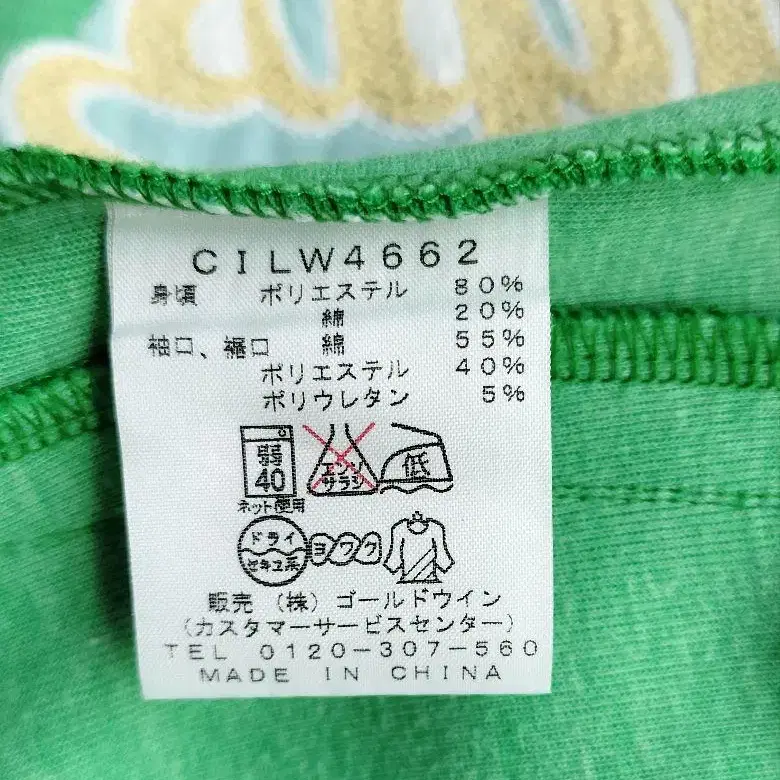 CILW4662
身頃 ポリエステル 80%
綿 20%
袖口、裾口 綿 55%
ポリエステル 40%
ポリウレタン 5%
弱 40
エンソサラシ
低
ネット使用
ドライ セキユ系
ヨワク
販売 (株) ゴールドウイン
(カスタマーサービスセンター)
TEL 0120-307-560
MADE IN CHINA